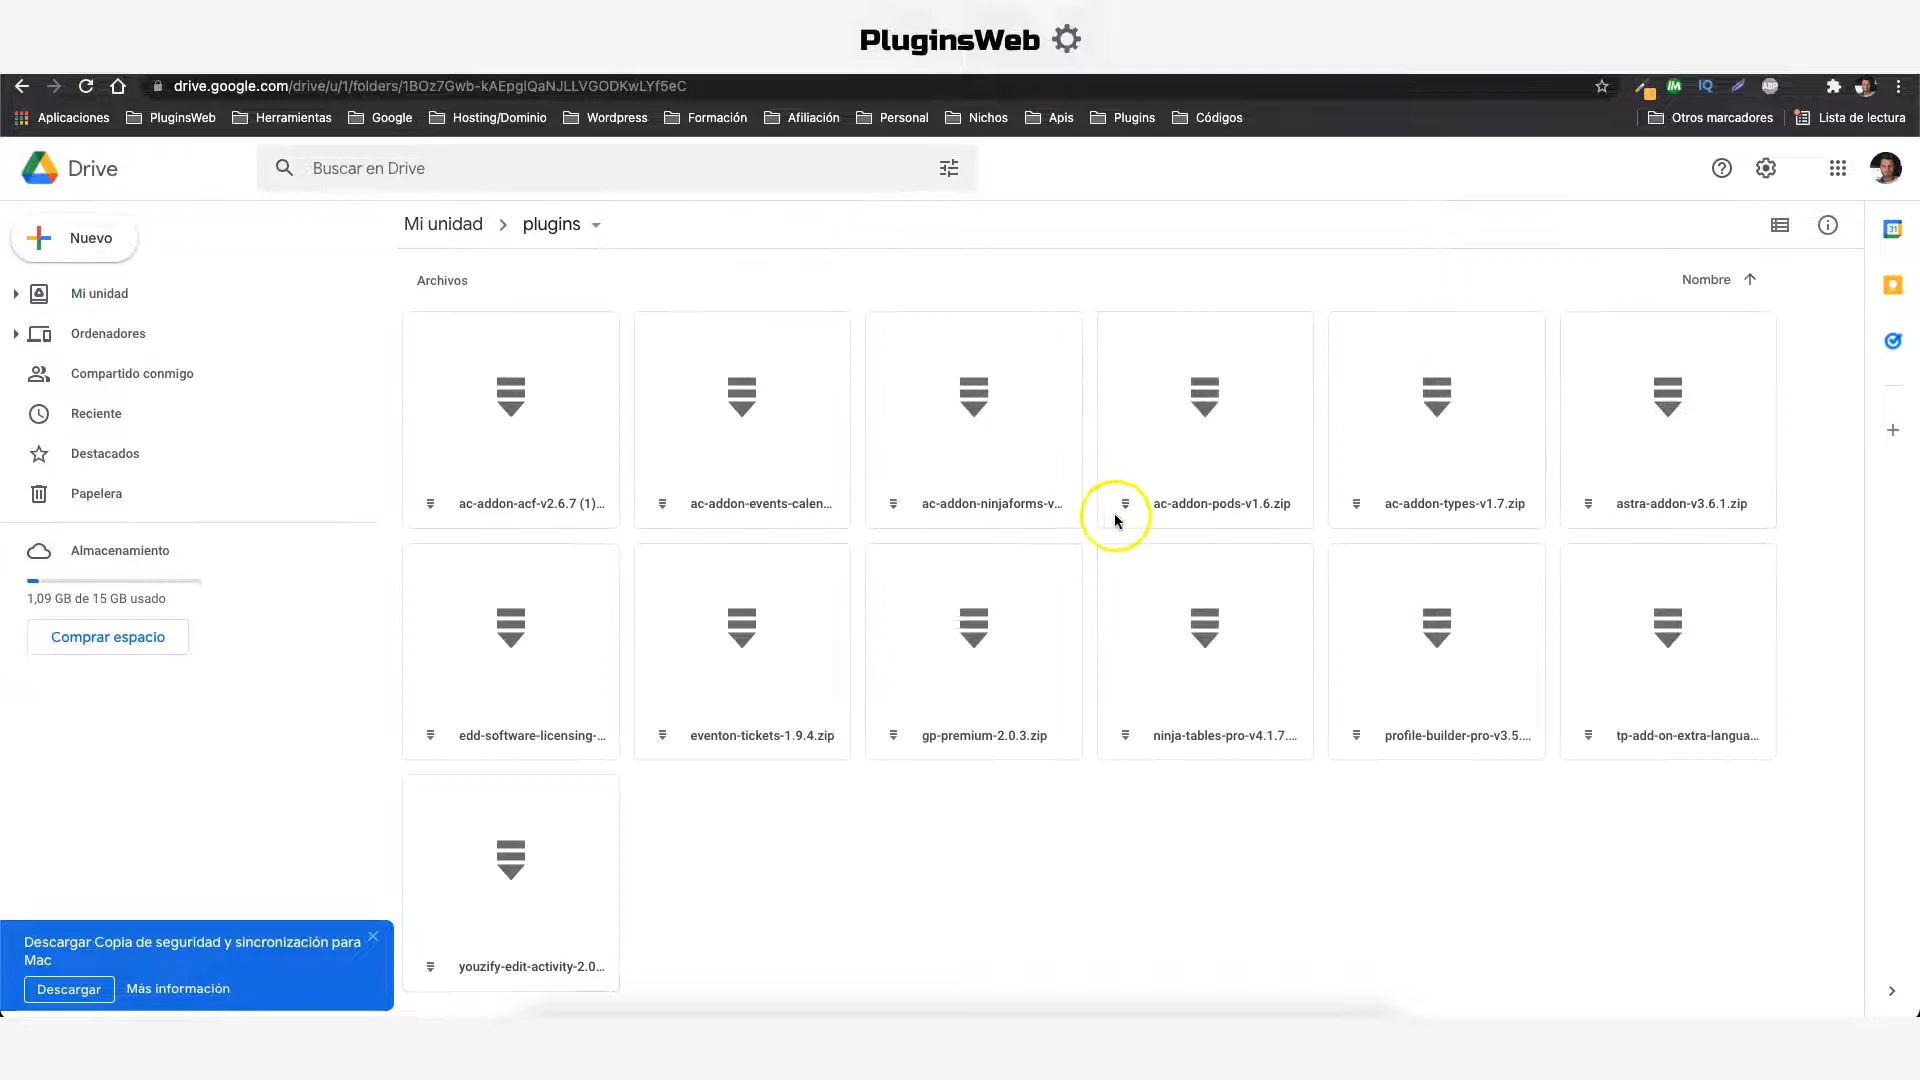 PluginsWeb
drive.google.com/drive/u/1/folders/1BOz7Gwb-kAEpglQaNJLLVGODKwLYf5eC
Aplicaciones PluginsWeb Herramientas Google Hosting/Dominio Wordpress Formación Afiliación Personal Nichos Apis Plugins Códigos Otros marcadores Lista de lectura
Drive
Buscar en Drive
Nuevo
Mi unidad
Ordenadores
Compartido conmigo
Reciente
Destacados
Papelera
Almacenamiento
1,09 GB de 15 GB usado
Comprar espacio
Mi unidad > plugins
Archivos
Nombre
ac-addon-acf-v2.6.7 (1)...
ac-addon-events-calen...
ac-addon-ninjaforms-v...
ac-addon-pods-v1.6.zip
ac-addon-types-v1.7.zip
astra-addon-v3.6.1.zip
edd-software-licensing-...
eventon-tickets-1.9.4.zip
gp-premium-2.0.3.zip
ninja-tables-pro-v4.1.7....
profile-builder-pro-v3.5....
tp-add-on-extra-langua...
youzify-edit-activity-2.0...
Descargar Copia de seguridad y sincronización para
Mac
Descargar Más información
IQ
ABP
31